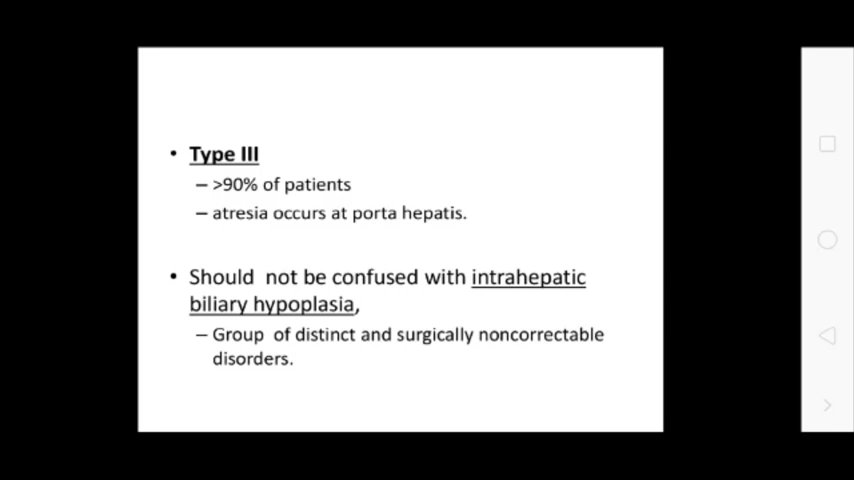 • Type III
– >90% of patients
– atresia occurs at porta hepatis.
• Should  not be confused with intrahepatic
biliary hypoplasia,
– Group  of distinct and surgically noncorrectable
disorders.